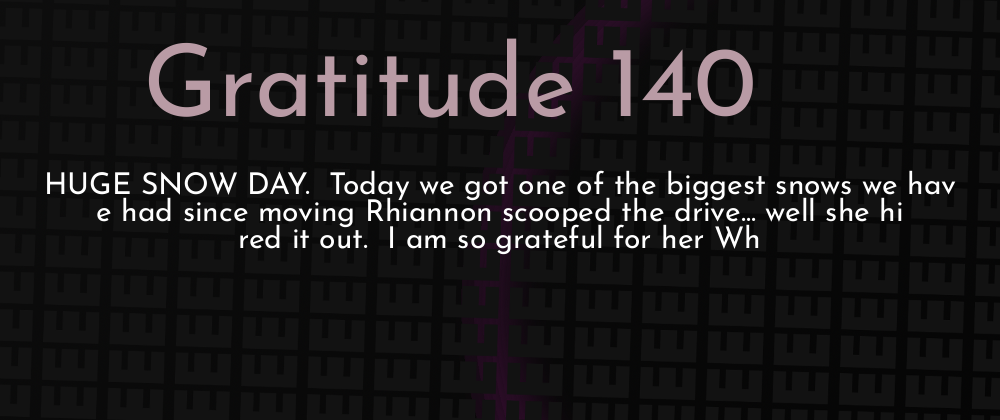 Gratitude 140
HUGE SNOW DAY.  Today we got one of the biggest snows we hav
e had since moving Rhiannon scooped the drive... well she hi
red it out.  I am so grateful for her Wh